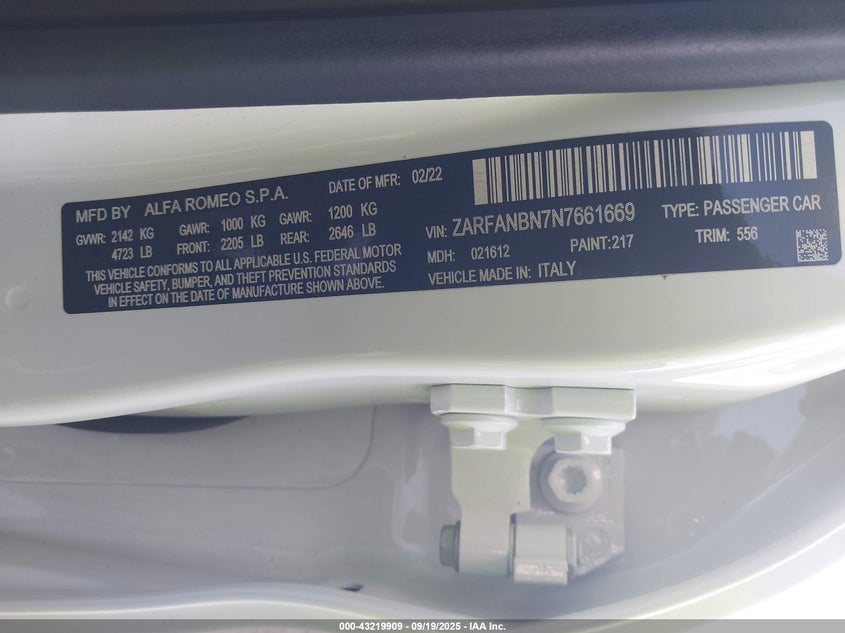 MFD BY ALFA ROMEO S.P.A. DATE OF MFR: 02/22
GVWR: 2142 KG GAWR: 1000 KG GAWR: 1200 KG
4723 LB FRONT: 2205 LB REAR: 2646 LB
THIS VEHICLE CONFORMS TO ALL APPLICABLE U.S. FEDERAL MOTOR
VEHICLE SAFETY, BUMPER, AND THEFT PREVENTION STANDARDS
IN EFFECT ON THE DATE OF MANUFACTURE SHOWN ABOVE.
VIN: ZARFANBN7N7661669 TYPE: PASSENGER CAR
MDH: 021612 PAINT: 217 TRIM: 556
VEHICLE MADE IN: ITALY
000-43219909 - 09/19/2025 - IAA Inc.